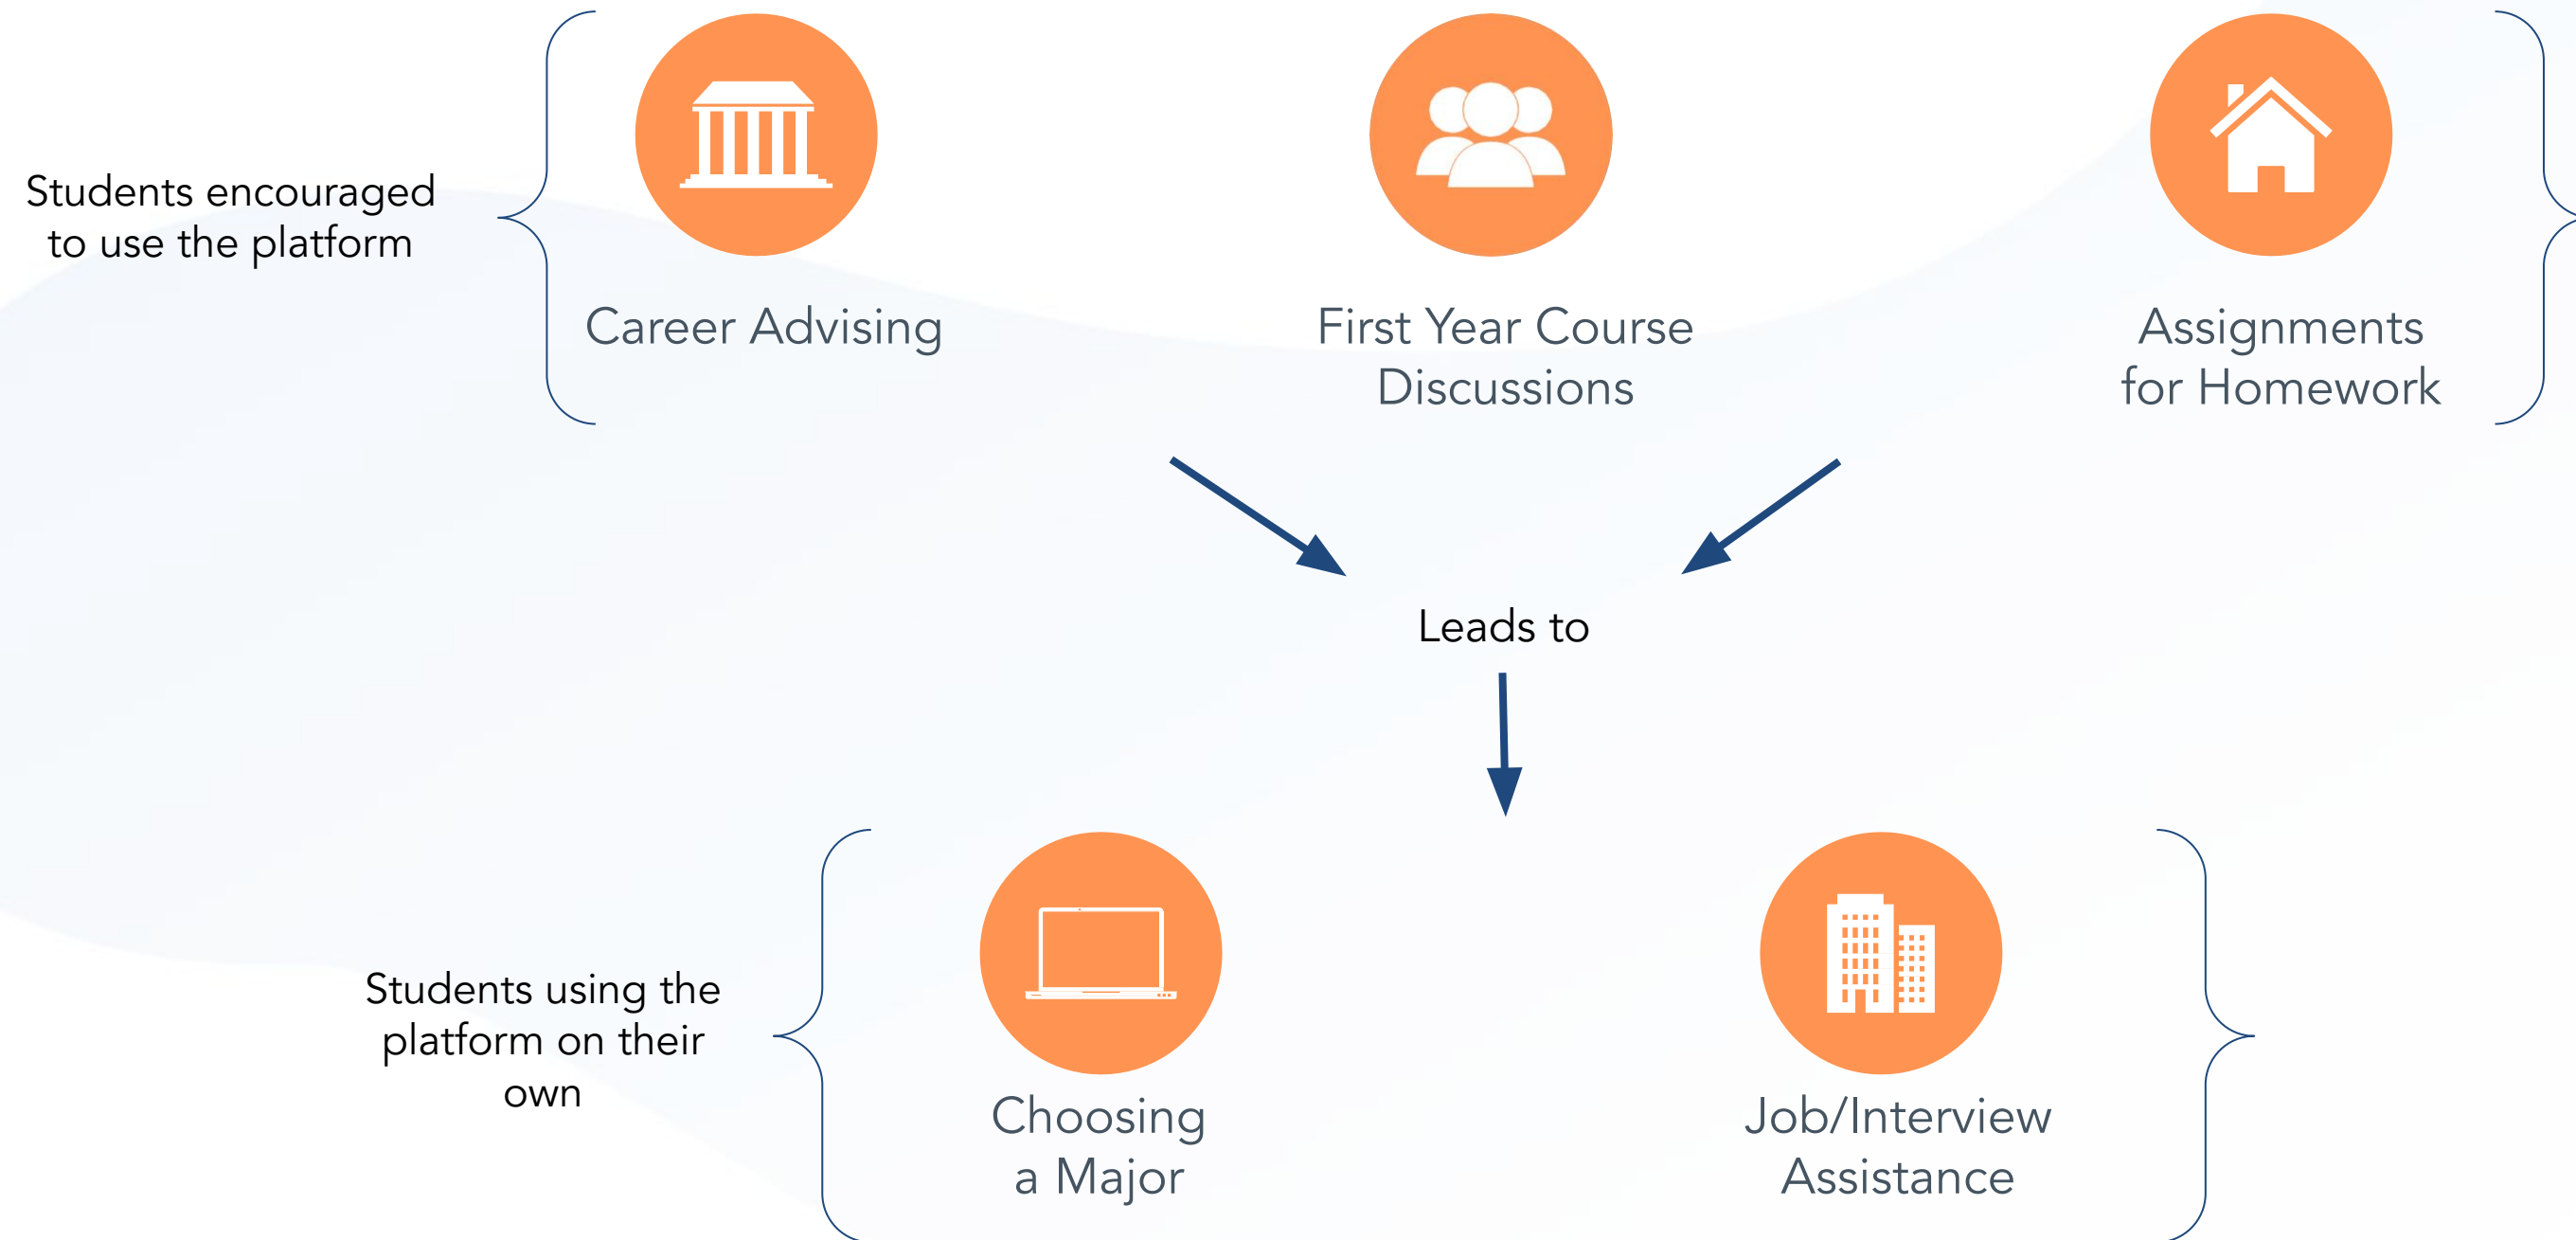 Students encouraged
to use the platform
Career Advising
First Year Course
Discussions
Assignments
for Homework
Leads to
Students using the
platform on their
own
Choosing
a Major
Job/Interview
Assistance